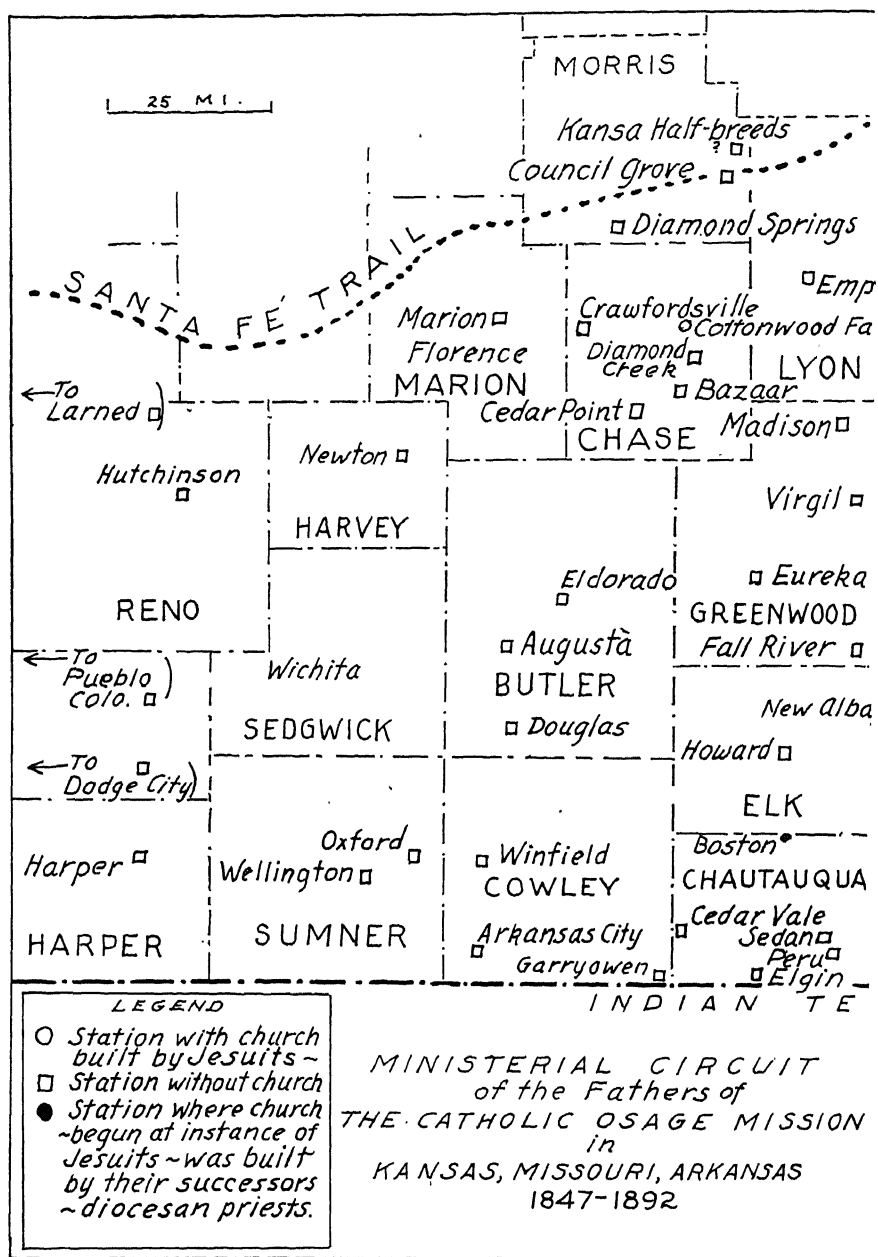 MORRIS
25 MI.
Kansa Half-breeds
?
Council Grove
Diamond Springs
SANTA FÉ TRAIL
Emp
Crawfordsville
Marion
Cottonwood Fa
Florence
Diamond
Creek
LYON
MARION
Bazaar
← To
Larned)
Cedar Point
CHASE
Madison
Newton
Hutchinson
Virgil
HARVEY
Eldorado
Eureka
RENO
GREENWOOD
Augusta
Fall River
← To
Pueblo
Colo.)
Wichita
BUTLER
New Alba
SEDGWICK
Douglas
Howard
← To
Dodge City)
ELK
Oxford
Boston
Harper
Wellington
Winfield
COWLEY
CHAUTAUQUA
Cedar Vale
HARPER
SUMNER
Arkansas City
Sedan
Peru
Garryowen
Elgin
INDIAN TE
LEGEND
Station with church
built by Jesuits ~
Station without church
Station where church
~begun at instance of
Jesuits ~ was built
by their successors
~ diocesan priests.
MINISTERIAL CIRCUIT
of the Fathers of
THE CATHOLIC OSAGE MISSION
in
KANSAS, MISSOURI, ARKANSAS
1847-1892